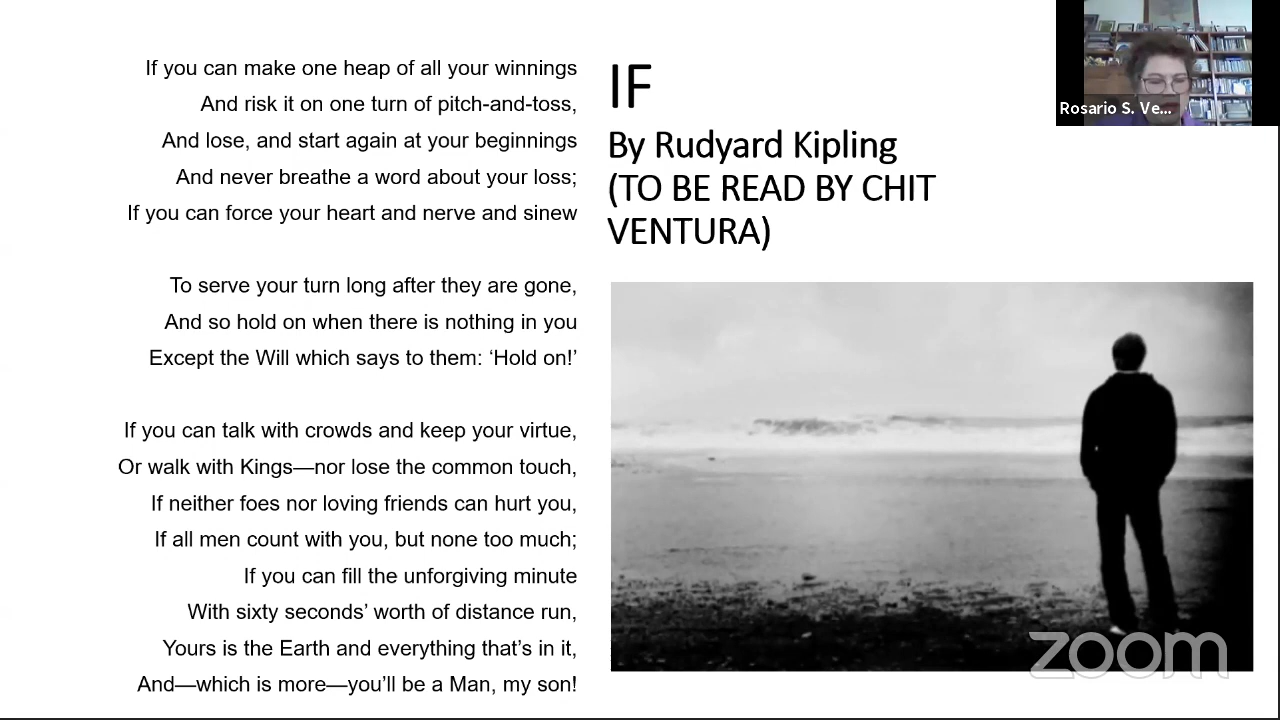 If you can make one heap of all your winnings
And risk it on one turn of pitch-and-toss,
And lose, and start again at your beginnings
And never breathe a word about your loss;
If you can force your heart and nerve and sinew
To serve your turn long after they are gone,
And so hold on when there is nothing in you
Except the Will which says to them: ‘Hold on!’
If you can talk with crowds and keep your virtue,
Or walk with Kings—nor lose the common touch,
If neither foes nor loving friends can hurt you,
If all men count with you, but none too much;
If you can fill the unforgiving minute
With sixty seconds’ worth of distance run,
Yours is the Earth and everything that’s in it,
And—which is more—you’ll be a Man, my son!
IF
By Rudyard Kipling
(TO BE READ BY CHIT
VENTURA)
Rosario S. Ve...
zoom